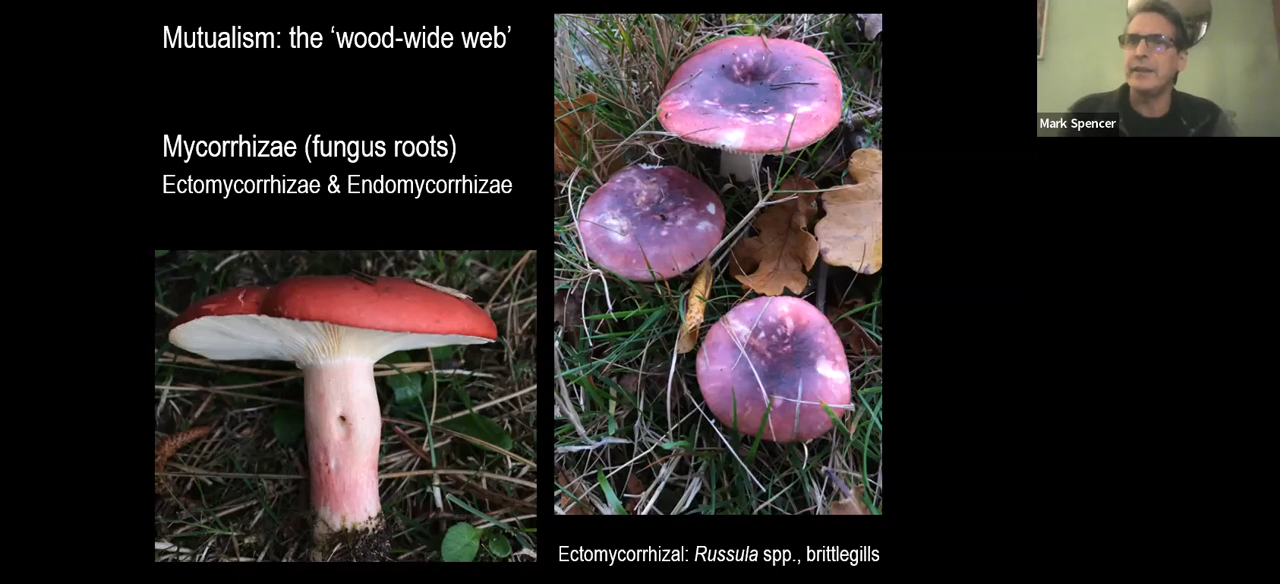 Mutualism: the ‘wood-wide web’
Mycorrhizae (fungus roots)
Ectomycorrhizae & Endomycorrhizae
Mark Spencer
Ectomycorrhizal: Russula spp., brittlegills